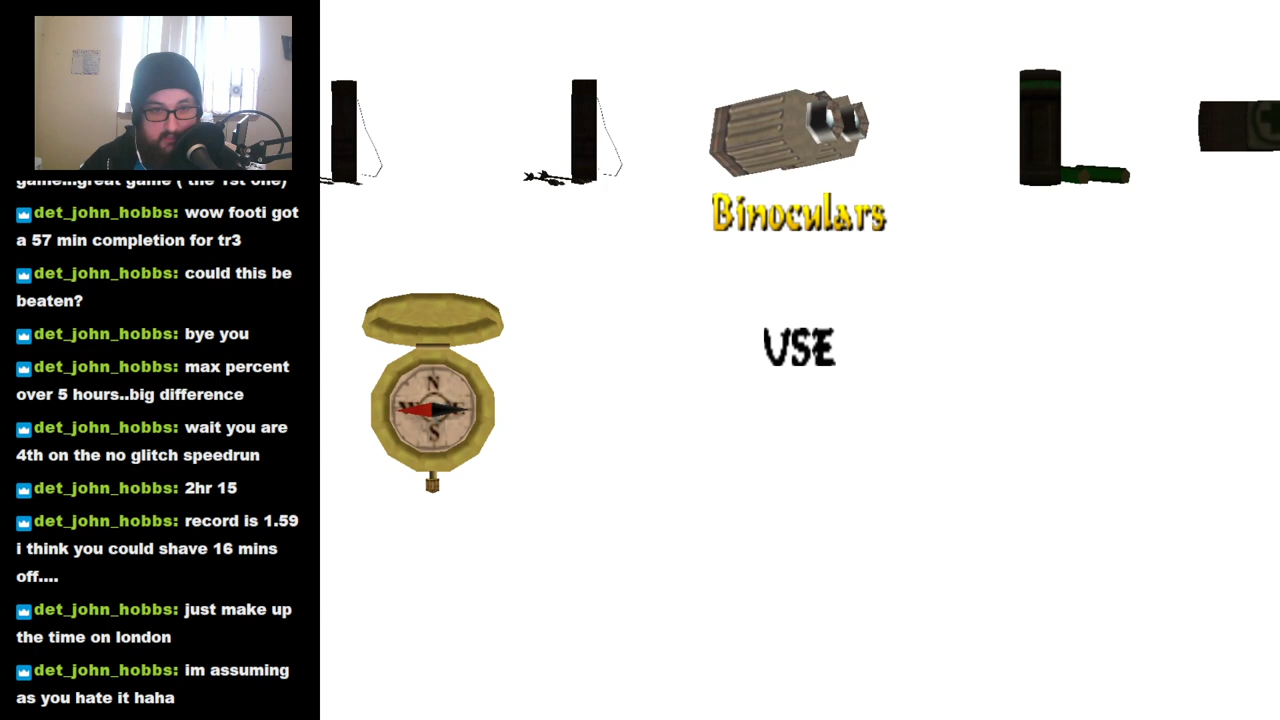 game...great game ( the 1st one)
det_john_hobbs: wow footi got
a 57 min completion for tr3
det_john_hobbs: could this be
beaten?
det_john_hobbs: bye you
det_john_hobbs: max percent
over 5 hours..big difference
det_john_hobbs: wait you are
4th on the no glitch speedrun
det_john_hobbs: 2hr 15
det_john_hobbs: record is 1.59
i think you could shave 16 mins
off....
det_john_hobbs: just make up
the time on london
det_john_hobbs: im assuming
as you hate it haha
Binoculars
USE
N
W E
S